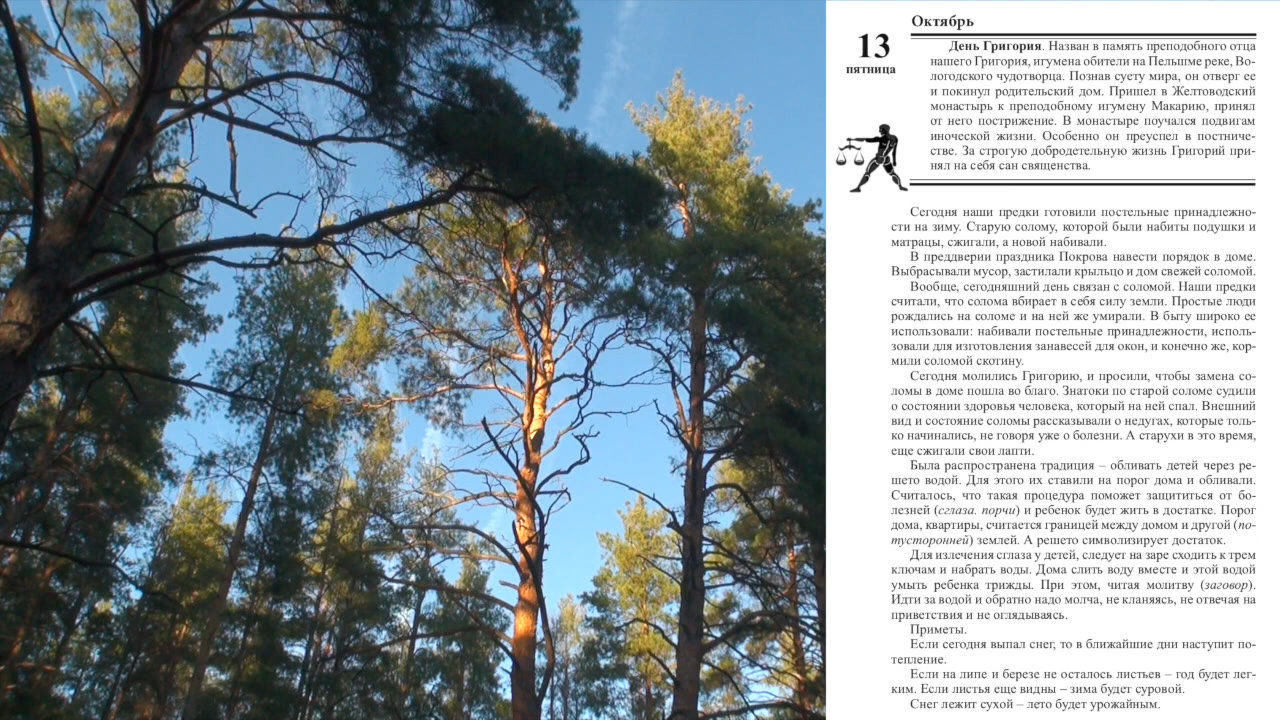 Октябрь
13
пятница
День Григория. Назван в память преподобного отца
нашего Григория, игумена обители на Пельшме реке, Во-
логодского чудотворца. Познав суету мира, он отверг ее
и покинул родительский дом. Пришел в Желтоводский
монастырь к преподобному игумену Макарию, принял
от него пострижение. В монастыре поучался подвигам
иноческой жизни. Особенно он преуспел в постниче-
стве. За строгую добродетельную жизнь Григорий при-
нял на себя сан священства.
Сегодня наши предки готовили постельные принадлежно-
сти на зиму. Старую солому, которой были набиты подушки и
матрацы, сжигали, а новой набивали.
В преддверии праздника Покрова навести порядок в доме.
Выбрасывали мусор, застилали крыльцо и дом свежей соломой.
Вообще, сегодняшний день связан с соломой. Наши предки
считали, что солома вбирает в себя силу земли. Простые люди
рождались на соломе и на ней же умирали. В быту широко ее
использовали: набивали постельные принадлежности, исполь-
зовали для изготовления занавесей для окон, и конечно же, кор-
мили соломой скотину.
Сегодня молились Григорию, и просили, чтобы замена со-
ломы в доме пошла во благо. Знатоки по старой соломе судили
о состоянии здоровья человека, который на ней спал. Внешний
вид и состояние соломы рассказывали о недугах, которые толь-
ко начинались, не говоря уже о болезни. А старухи в это время,
еще сжигали свои лапти.
Была распространена традиция – обливать детей через ре-
шето водой. Для этого их ставили на порог дома и обливали.
Считалось, что такая процедура поможет защититься от бо-
лезней (сглаза. порчи) и ребенок будет жить в достатке. Порог
дома, квартиры, считается границей между домом и другой (по-
тусторонней) землей. А решето символизирует достаток.
Для излечения сглаза у детей, следует на заре сходить к трем
ключам и набрать воды. Дома слить воду вместе и этой водой
умыть ребенка трижды. При этом, читая молитву (заговор).
Идти за водой и обратно надо молча, не кланяясь, не отвечая на
приветствия и не оглядываясь.
Приметы.
Если сегодня выпал снег, то в ближайшие дни наступит по-
тепление.
Если на липе и березе не осталось листьев – год будет лег-
ким. Если листья еще видны – зима будет суровой.
Снег лежит сухой – лето будет урожайным.